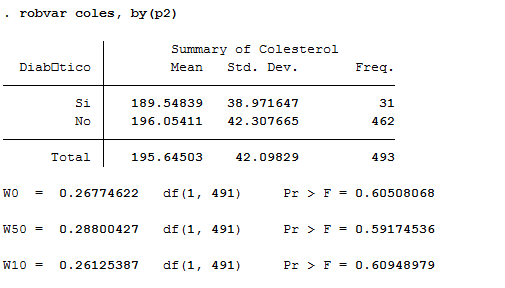 . robvar coles, by(p2)
Summary of Colesterol
Diab□tico Mean Std. Dev. Freq.
Si 189.54839 38.971647 31
No 196.05411 42.307665 462
Total 195.64503 42.09829 493
W0 = 0.26774622 df(1, 491) Pr > F = 0.60508068
W50 = 0.28800427 df(1, 491) Pr > F = 0.59174536
W10 = 0.26125387 df(1, 491) Pr > F = 0.60948979